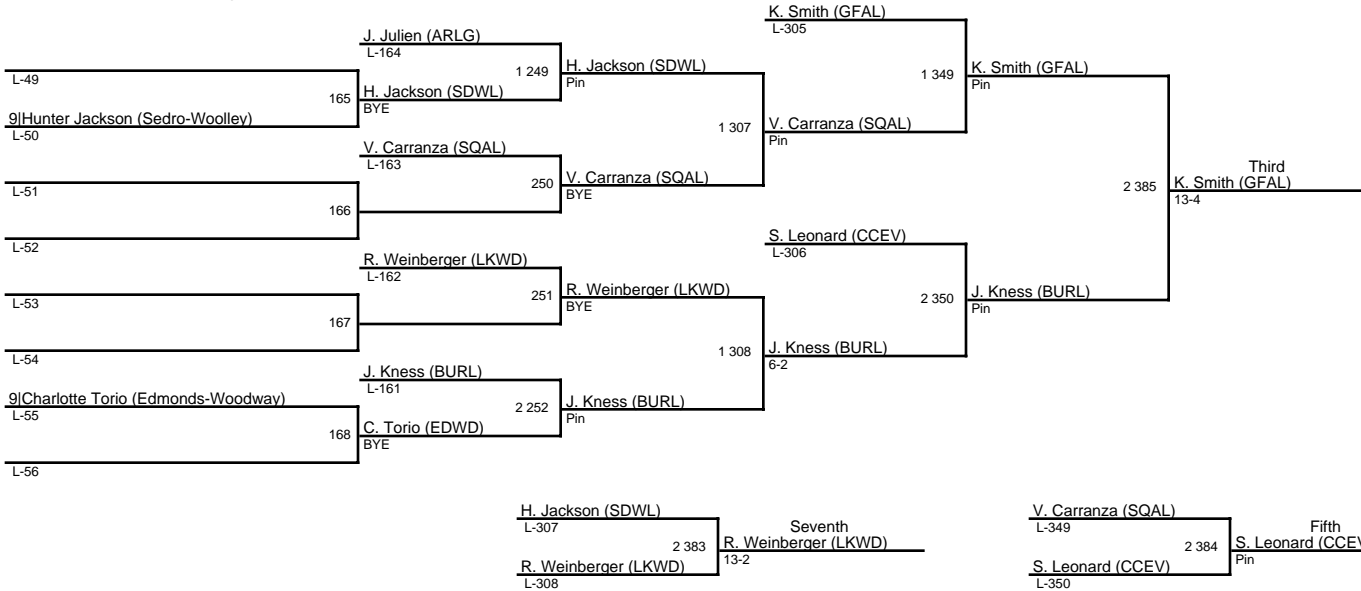 K. Smith (GFAL)
L-305
J. Julien (ARLG)
L-164
L-49
1 249
H. Jackson (SDWL)
Pin
1 349
K. Smith (GFAL)
Pin
165
H. Jackson (SDWL)
BYE
9|Hunter Jackson (Sedro-Woolley)
L-50
1 307
V. Carranza (SQAL)
Pin
V. Carranza (SQAL)
L-163
L-51
250
V. Carranza (SQAL)
BYE
2 385
Third
K. Smith (GFAL)
13-4
166
L-52
S. Leonard (CCEV)
L-306
R. Weinberger (LKWD)
L-162
L-53
251
R. Weinberger (LKWD)
BYE
2 350
J. Kness (BURL)
Pin
167
L-54
1 308
J. Kness (BURL)
6-2
J. Kness (BURL)
L-161
9|Charlotte Torio (Edmonds-Woodway)
L-55
2 252
J. Kness (BURL)
Pin
168
C. Torio (EDWD)
BYE
L-56
H. Jackson (SDWL)
L-307
2 383
Seventh
R. Weinberger (LKWD)
13-2
R. Weinberger (LKWD)
L-308
V. Carranza (SQAL)
L-349
2 384
Fifth
S. Leonard (CCEV
Pin
S. Leonard (CCEV)
L-350